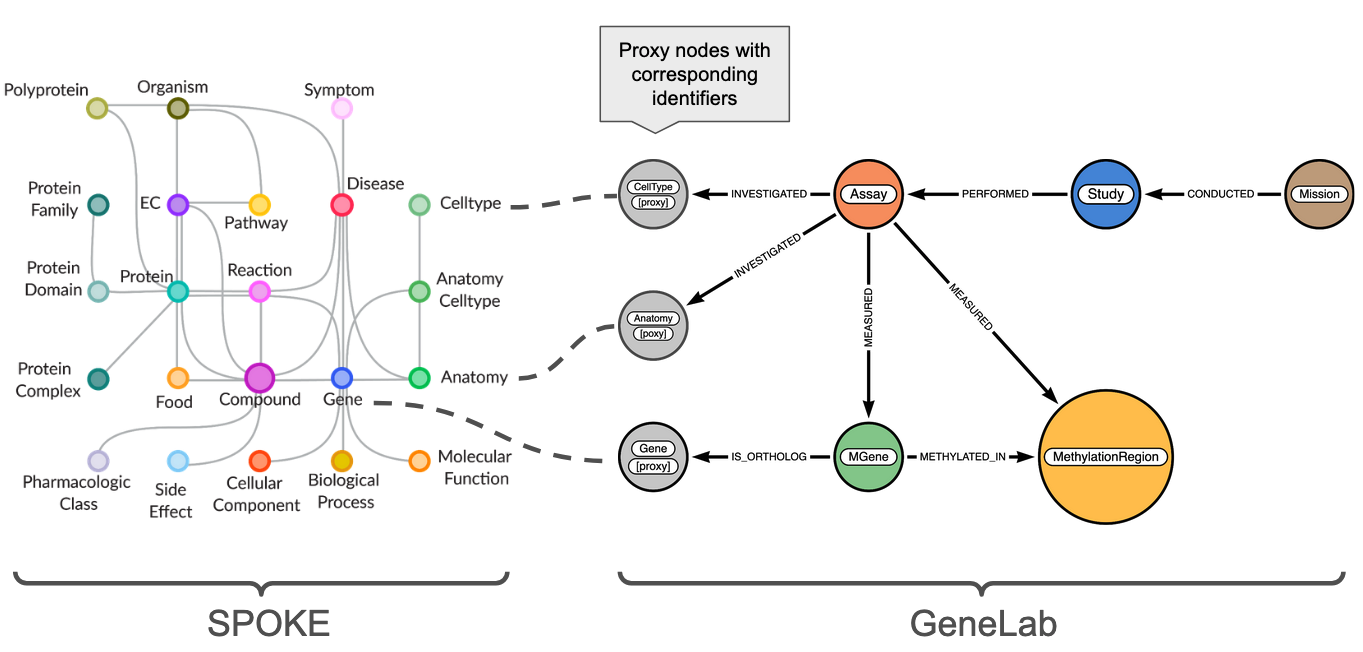 Proxy nodes with
corresponding
identifiers
Polyprotein
Organism
Symptom
Protein
Family
EC
Pathway
Disease
Celltype
Protein
Domain
Protein
Reaction
Anatomy
Celltype
Protein
Complex
Food
Compound
Gene
Anatomy
Pharmacologic
Class
Side
Effect
Cellular
Component
Biological
Process
Molecular
Function
CellType
[proxy]
INVESTIGATED
Assay
PERFORMED
Study
CONDUCTED
Mission
INVESTIGATED
Anatomy
[poxy]
MEASURED
MEASURED
Gene
[proxy]
IS_ORTHOLOG
MGene
METHYLATED_IN
MethylationRegion
SPOKE
GeneLab